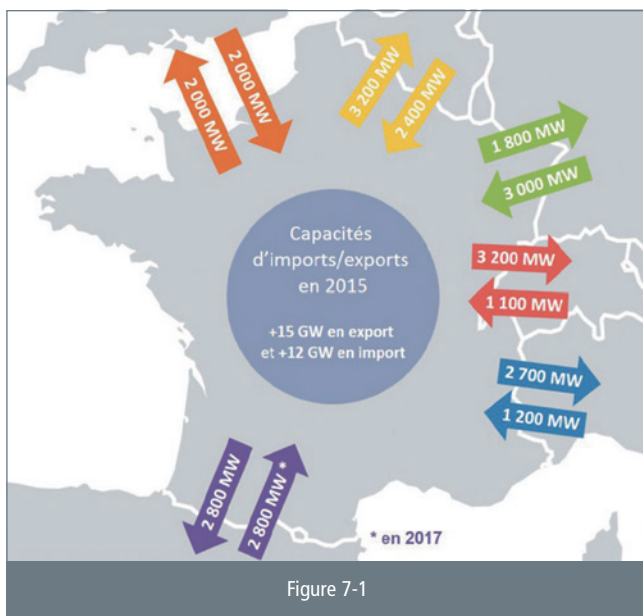 2 000 MW
2 000 MW
3 200 MW
2 400 MW
1 800 MW
3 000 MW
Capacités
d'imports/exports
en 2015
+15 GW en export
et +12 GW en import
3 200 MW
1 100 MW
2 700 MW
1 200 MW
2 800 MW
2 800 MW *
* en 2017
Figure 7-1